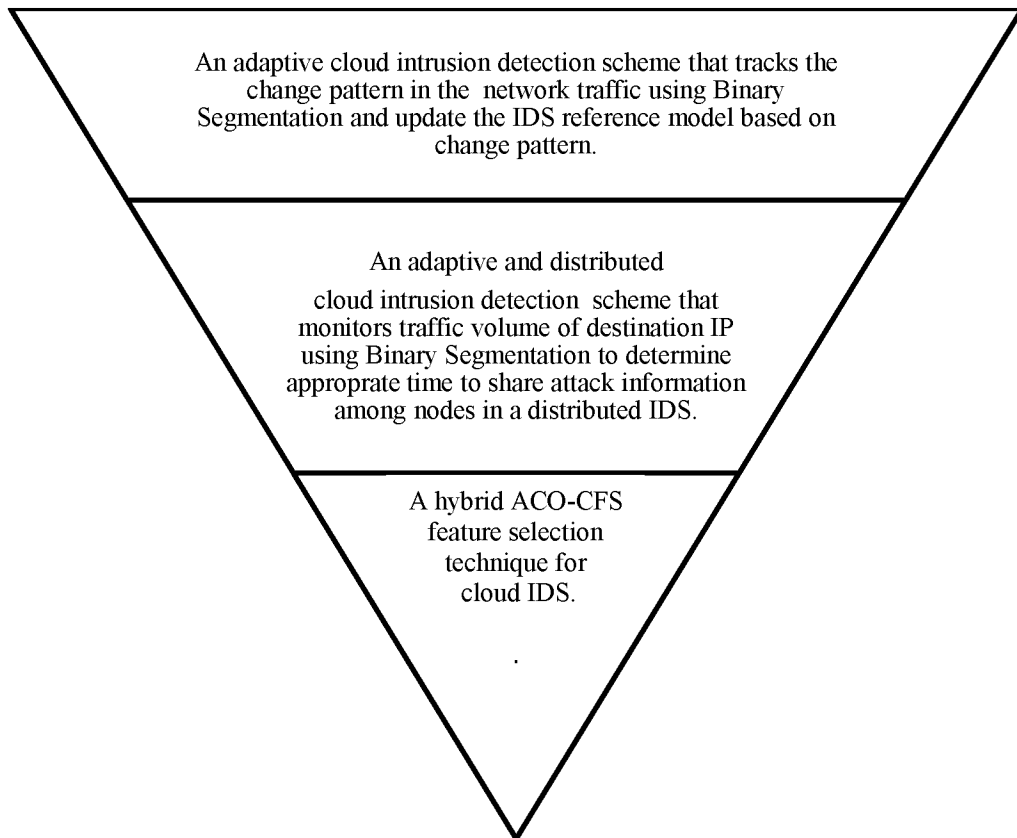 An adaptive cloud intrusion detection scheme that tracks the
change pattern in the network traffic using Binary
Segmentation and update the IDS reference model based on
change pattern.
An adaptive and distributed
cloud intrusion detection scheme that
monitors traffic volume of destination IP
using Binary Segmentation to determine
approprate time to share attack information
among nodes in a distributed IDS.
A hybrid ACO-CFS
feature selection
technique for
cloud IDS.
.